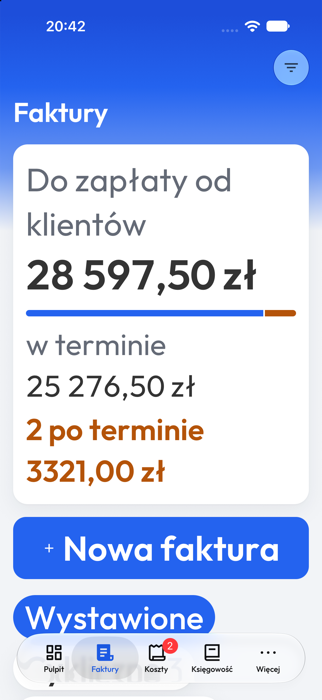 20:42
Faktury
Do zapłaty od
klientów
28 597,50 zł
w terminie
25 276,50 zł
2 po terminie
3321,00 zł
+ Nowa faktura
Wystawione
Pulpit
Faktury
2
Koszty
Księgowość
Więcej